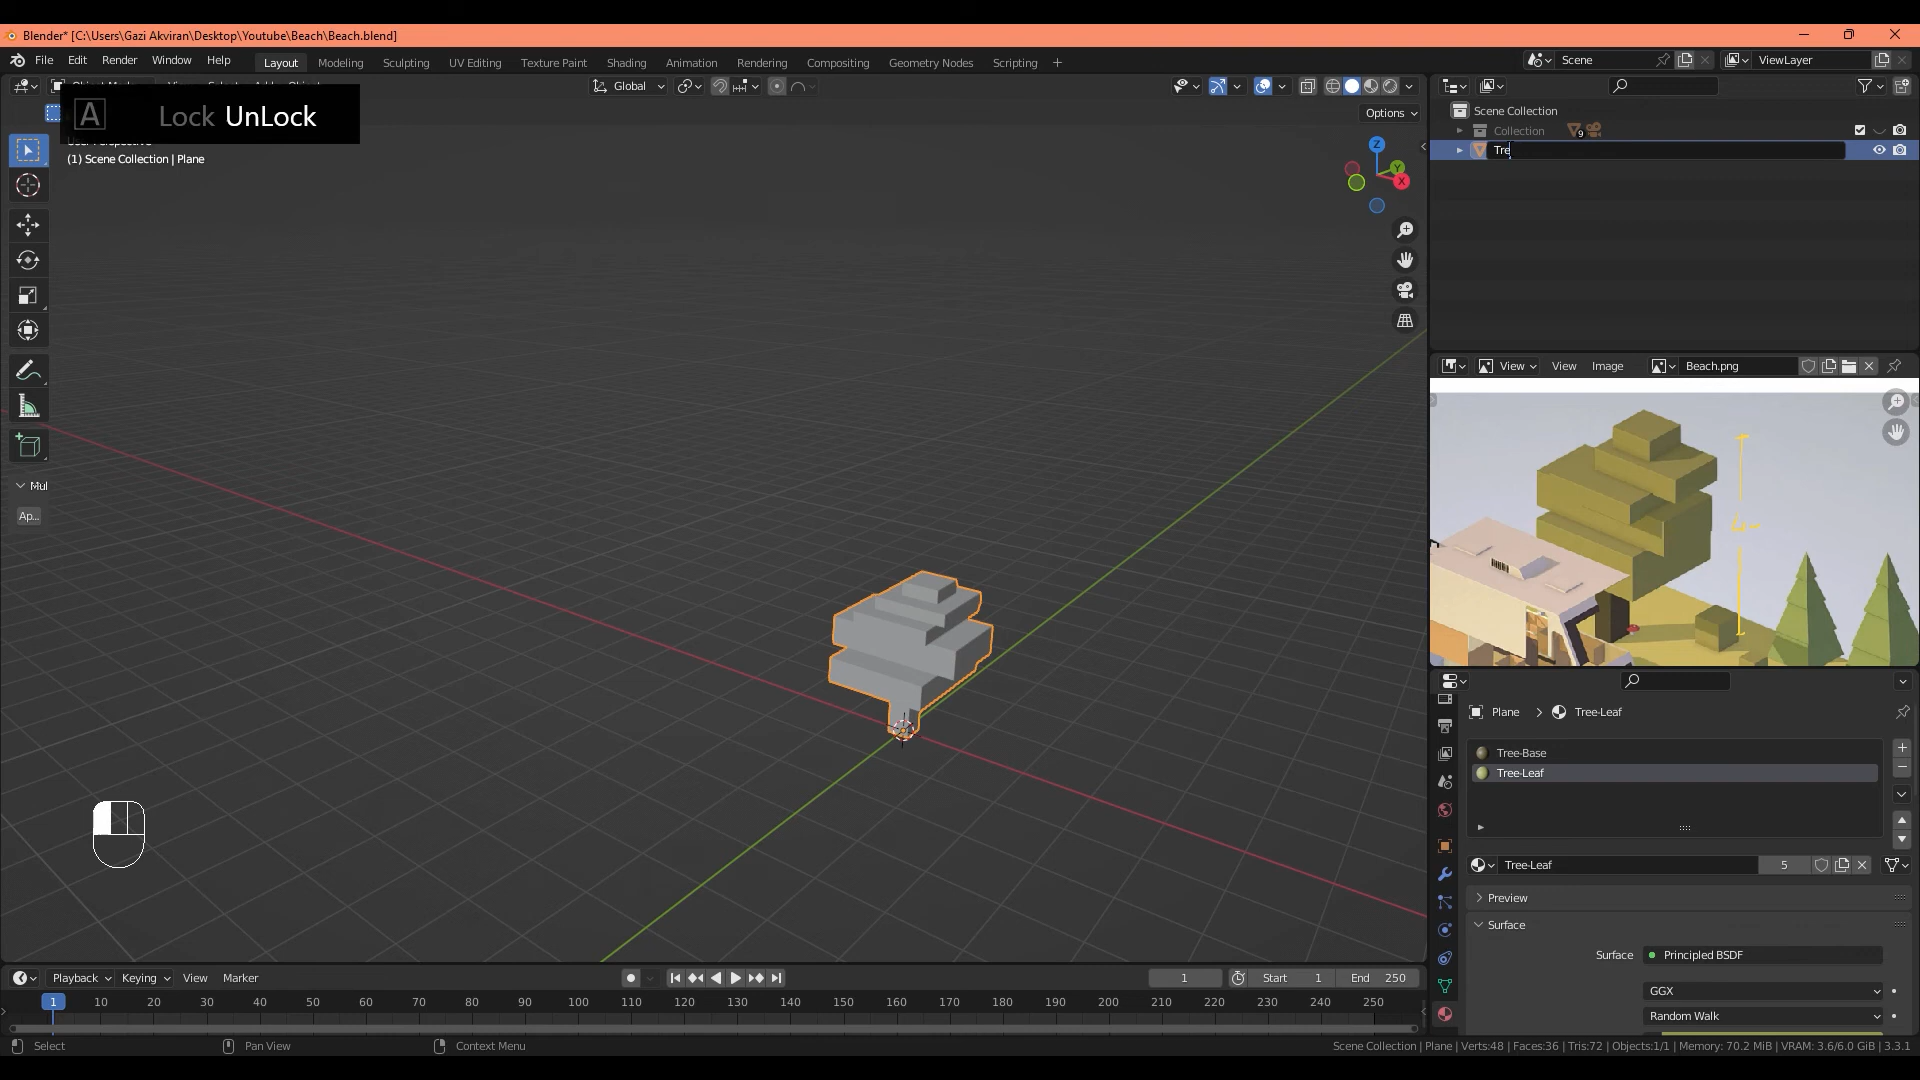 Blender* [C:\Users\Gazi Akviran\Desktop\Youtube\Beach\Beach.blend]
File Edit Render Window Help Layout Modeling Sculpting UV Editing Texture Paint Shading Animation Rendering Compositing Geometry Nodes Scripting + Scene ViewLayer
Global
A Lock UnLock
Options
(1) Scene Collection | Plane
Scene Collection
Collection 9
Tre
Z
Y
X
Mul
Ap...
View View Image Beach.png
Plane > Tree-Leaf
Tree-Base
Tree-Leaf
Tree-Leaf 5
Preview
Surface
Surface Principled BSDF
GGX
Random Walk
Playback Keying View Marker 1 Start 1 End 250
1 10 20 30 40 50 60 70 80 90 100 110 120 130 140 150 160 170 180 190 200 210 220 230 240 250
Select Pan View Context Menu Scene Collection | Plane | Verts:48 | Faces:36 | Tris:72 | Objects:1/1 | Memory: 70.2 MiB | VRAM: 3.6/6.0 GiB | 3.3.1